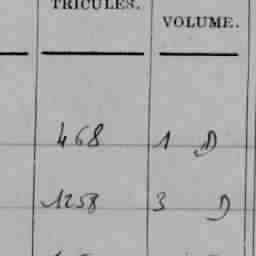 TRICULES. VOLUME.
468 1 D
1258 3 D